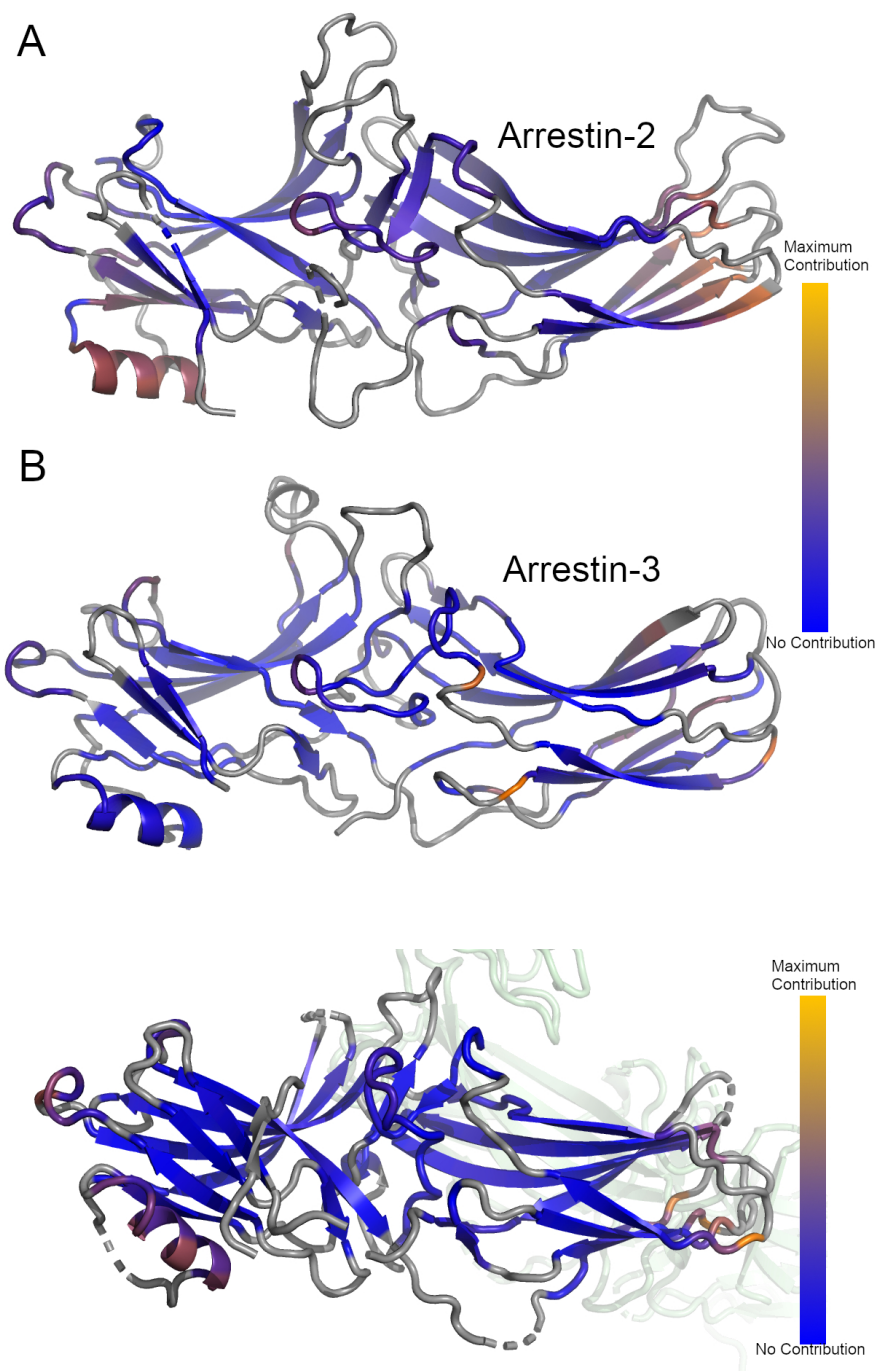 A
Arrestin-2
Maximum
Contribution
No Contribution
B
Arrestin-3
Maximum
Contribution
No Contribution